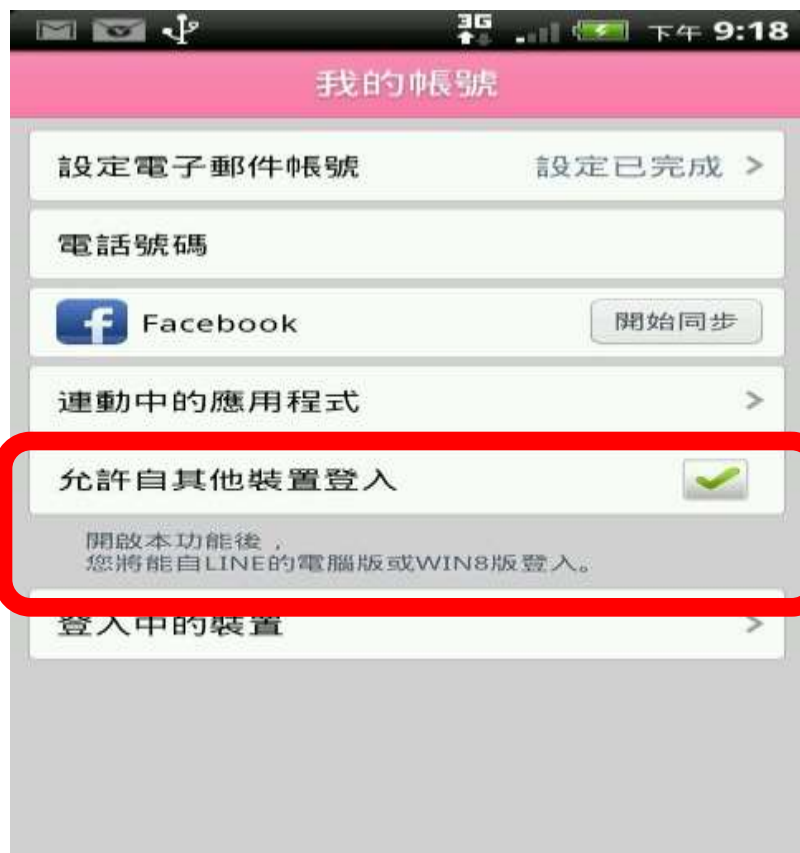 3G 下午 9:18
我的帳號
設定電子郵件帳號 設定已完成 >
電話號碼
f Facebook 開始同步
連動中的應用程式 >
允許自其他裝置登入
開啟本功能後，
您將能自LINE的電腦版或WIN8版登入。
登入中的裝置 >